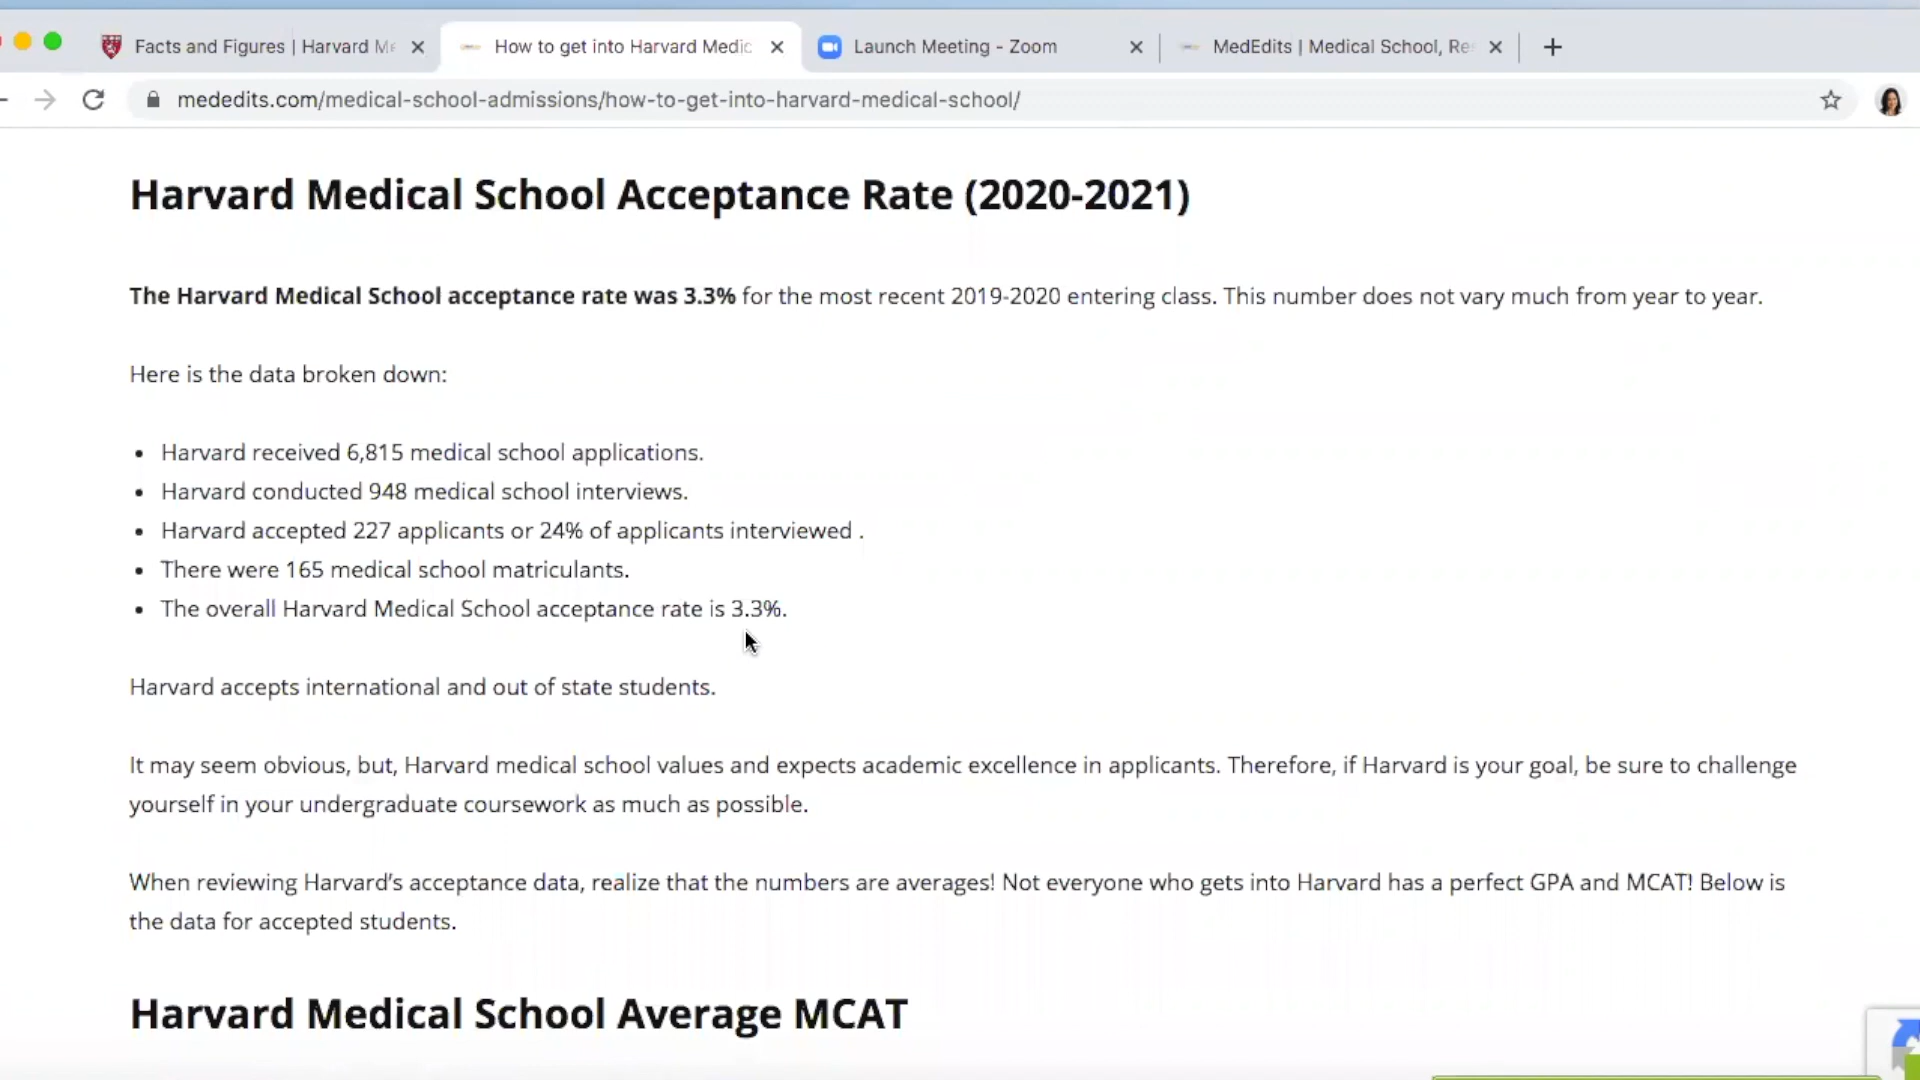 Facts and Figures | Harvard Me
How to get into Harvard Medic
Launch Meeting - Zoom
MedEdits | Medical School, Re
mededits.com/medical-school-admissions/how-to-get-into-harvard-medical-school/
Harvard Medical School Acceptance Rate (2020-2021)
The Harvard Medical School acceptance rate was 3.3% for the most recent 2019-2020 entering class. This number does not vary much from year to year.
Here is the data broken down:
• Harvard received 6,815 medical school applications.
• Harvard conducted 948 medical school interviews.
• Harvard accepted 227 applicants or 24% of applicants interviewed .
• There were 165 medical school matriculants.
• The overall Harvard Medical School acceptance rate is 3.3%.
Harvard accepts international and out of state students.
It may seem obvious, but, Harvard medical school values and expects academic excellence in applicants. Therefore, if Harvard is your goal, be sure to challenge
yourself in your undergraduate coursework as much as possible.
When reviewing Harvard’s acceptance data, realize that the numbers are averages! Not everyone who gets into Harvard has a perfect GPA and MCAT! Below is
the data for accepted students.
Harvard Medical School Average MCAT